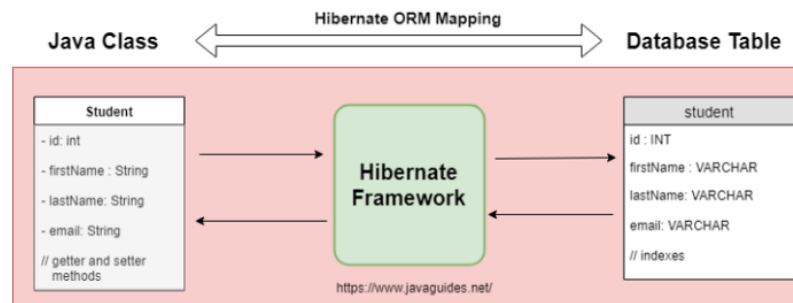 Hibernate ORM Mapping
Java Class
Database Table
Student
- id: int
- firstName : String
- lastName: String
- email: String
// getter and setter
methods
Hibernate
Framework
https://www.javaguides.net/
student
id : INT
firstName : VARCHAR
lastName: VARCHAR
email: VARCHAR
// indexes